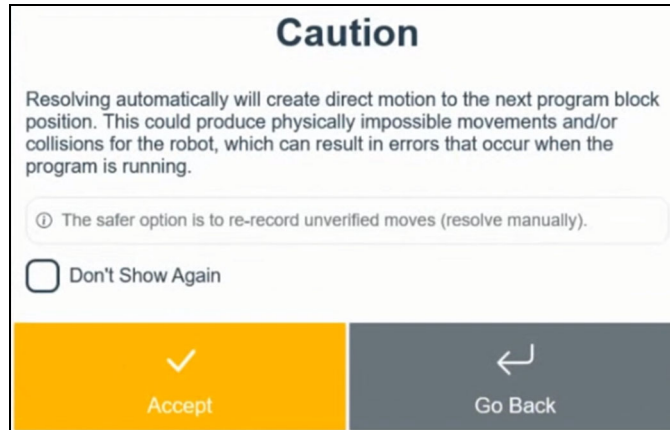 Caution
Resolving automatically will create direct motion to the next program block
position. This could produce physically impossible movements and/or
collisions for the robot, which can result in errors that occur when the
program is running.
The safer option is to re-record unverified moves (resolve manually).
Don't Show Again
Accept
Go Back